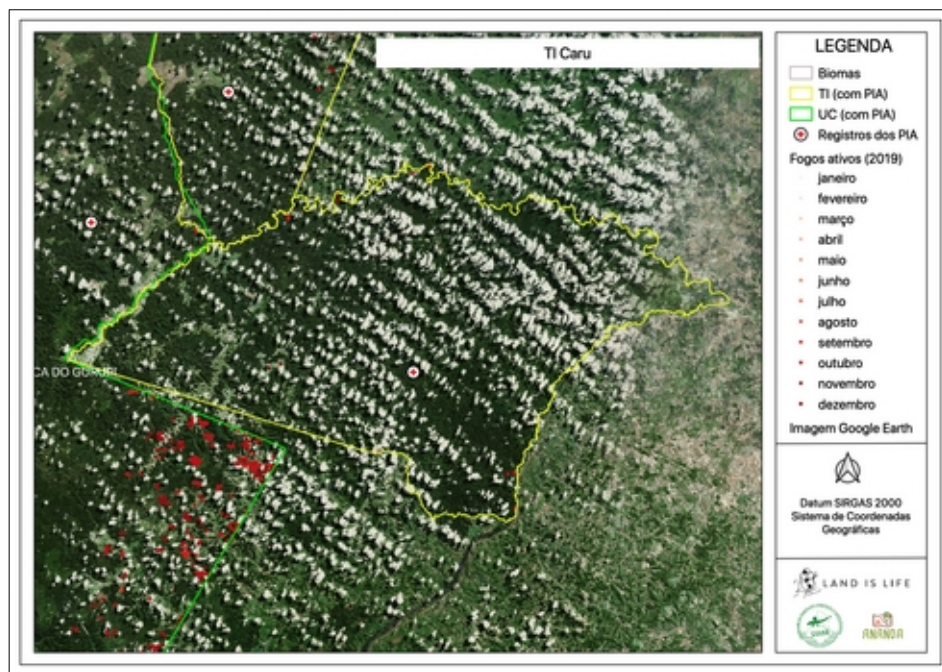 TI Caru
CA DO GURUPI
LEGENDA
Biomas
TI (com PIA)
UC (com PIA)
Registros dos PIA
Fogos ativos (2019)
janeiro
fevereiro
março
abril
maio
junho
julho
agosto
setembro
outubro
novembro
dezembro
Imagem Google Earth
Datum SIRGAS 2000
Sistema de Coordenadas
Geográficas
LAND IS LIFE
ANANDA